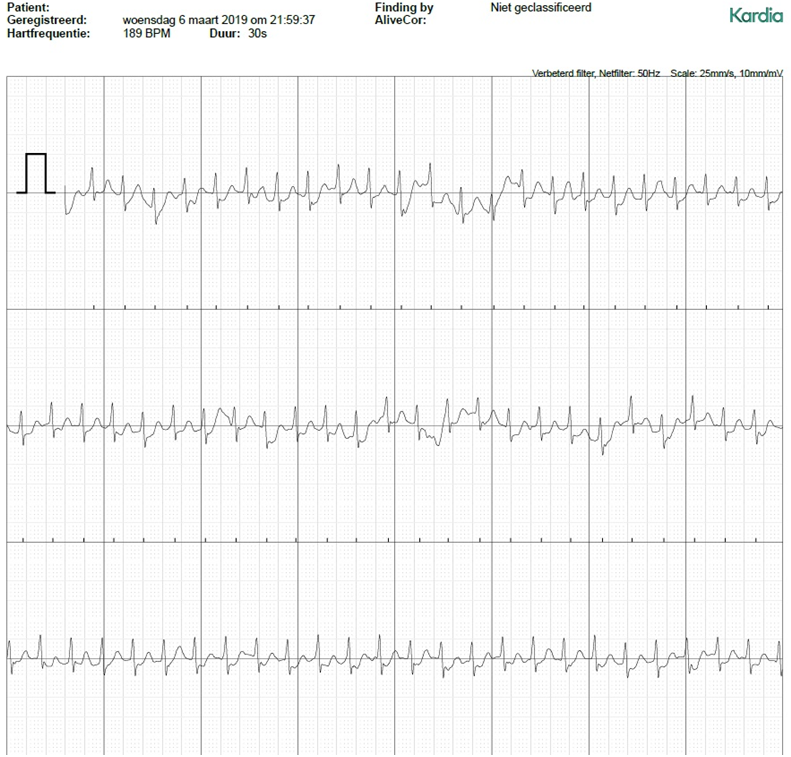 Patient:
Geregistreerd: woensdag 6 maart 2019 om 21:59:37
Hartfrequentie: 189 BPM Duur: 30s
Finding by AliveCor: Niet geclassificeerd
Kardia
Verbeterd filter, Netfilter: 50Hz Scale: 25mm/s, 10mm/mV